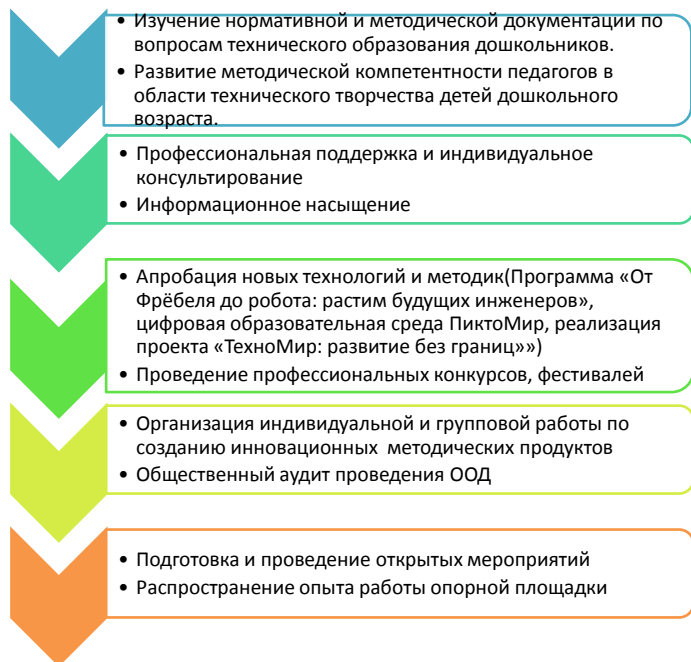 • Изучение нормативной и методической документации по
вопросам технического образования дошкольников.
• Развитие методической компетентности педагогов в
области технического творчества детей дошкольного
возраста.
• Профессиональная поддержка и индивидуальное
консультирование
• Информационное насыщение
• Апробация новых технологий и методик(Программа «От
Фрёбеля до робота: растим будущих инженеров»,
цифровая образовательная среда ПиктоМир, реализация
проекта «ТехноМир: развитие без границ»»)
• Проведение профессиональных конкурсов, фестивалей
• Организация индивидуальной и групповой работы по
созданию инновационных методических продуктов
• Общественный аудит проведения ООД
• Подготовка и проведение открытых мероприятий
• Распространение опыта работы опорной площадки